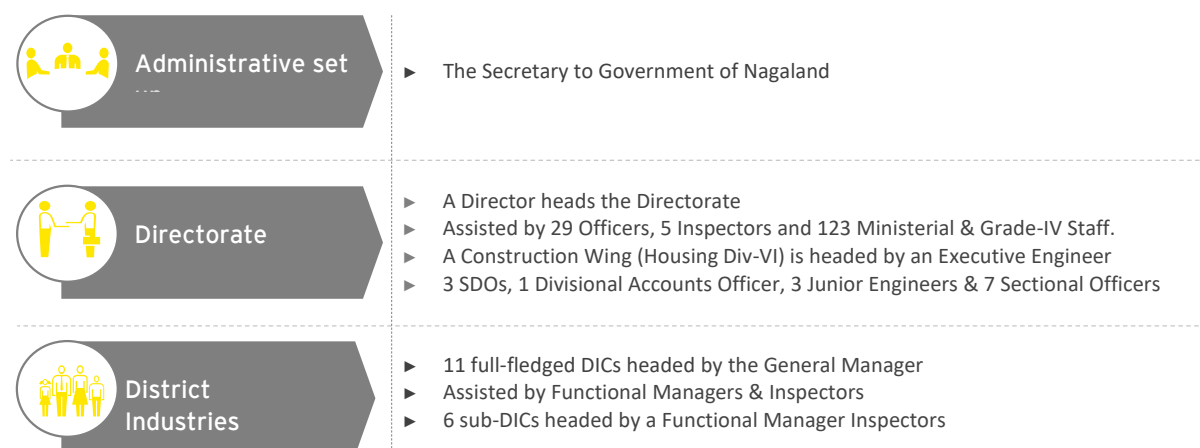 Administrative set
► The Secretary to Government of Nagaland
Directorate
► A Director heads the Directorate
► Assisted by 29 Officers, 5 Inspectors and 123 Ministerial & Grade-IV Staff.
► A Construction Wing (Housing Div-VI) is headed by an Executive Engineer
► 3 SDOs, 1 Divisional Accounts Officer, 3 Junior Engineers & 7 Sectional Officers
District
Industries
► 11 full-fledged DICs headed by the General Manager
► Assisted by Functional Managers & Inspectors
► 6 sub-DICs headed by a Functional Manager Inspectors